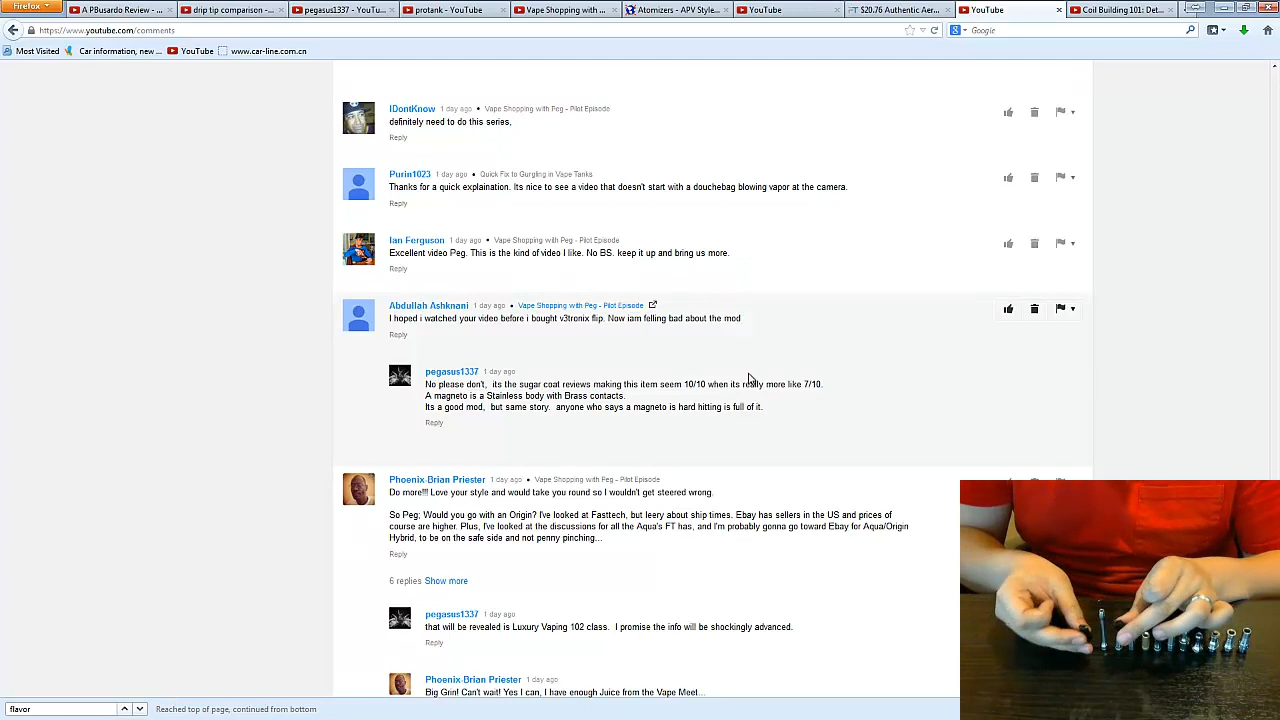 Firefox
A PBusardo Review - ...
drip tip comparison - ...
pegasus1337 - YouTu...
protank - YouTube
Vape Shopping with ...
Atomizers - APV Style...
YouTube
$20.76 Authentic Aer...
YouTube
Coil Building 101: Det...
https://www.youtube.com/comments
Google
Most Visited
Car information, new ...
YouTube
www.car-line.com.cn
IDontKnow 1 day ago • Vape Shopping with Peg - Pilot Episode
definitely need to do this series,
Reply
Purin1023 1 day ago • Quick Fix to Gurgling in Vape Tanks
Thanks for a quick explaination. Its nice to see a video that doesn't start with a douchebag blowing vapor at the camera.
Reply
Ian Ferguson 1 day ago • Vape Shopping with Peg - Pilot Episode
Excellent video Peg. This is the kind of video I like. No BS. keep it up and bring us more.
Reply
Abdullah Ashknani 1 day ago • Vape Shopping with Peg - Pilot Episode
I hoped i watched your video before i bought v3tronix flip. Now iam felling bad about the mod
Reply
pegasus1337 1 day ago
No please don't, its the sugar coat reviews making this item seem 10/10 when its really more like 7/10.
A magneto is a Stainless body with Brass contacts.
Its a good mod, but same story. anyone who says a magneto is hard hitting is full of it.
Reply
Phoenix-Brian Priester 1 day ago • Vape Shopping with Peg - Pilot Episode
Do more!!! Love your style and would take you round so I wouldn't get steered wrong.
So Peg; Would you go with an Origin? I've looked at Fasttech, but leery about ship times. Ebay has sellers in the US and prices of
course are higher. Plus, I've looked at the discussions for all the Aqua's FT has, and I'm probably gonna go toward Ebay for Aqua/Origin
Hybrid, to be on the safe side and not penny pinching...
Reply
6 replies Show more
pegasus1337 1 day ago
that will be revealed is Luxury Vaping 102 class. I promise the info will be shockingly advanced.
Reply
Phoenix-Brian Priester 1 day ago
Big Grin! Can't wait! Yes I can, I have enough Juice from the Vape Meet...
flavor
Reached top of page, continued from bottom